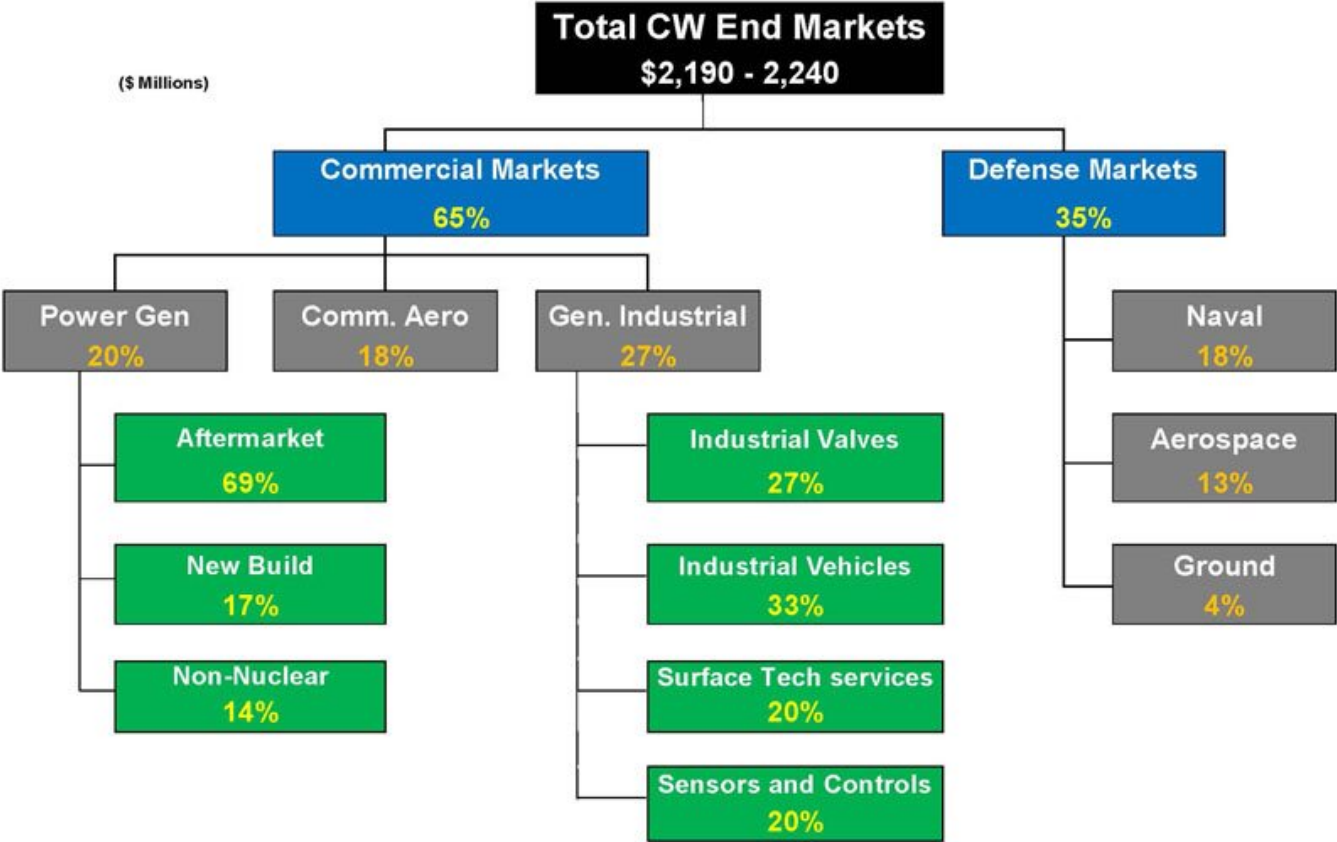 Total CW End Markets
$2,190 - 2,240
($ Millions)
Commercial Markets
65%
Defense Markets
35%
Power Gen
20%
Comm. Aero
18%
Gen. Industrial
27%
Naval
18%
Aftermarket
69%
Industrial Valves
27%
Aerospace
13%
New Build
17%
Industrial Vehicles
33%
Ground
4%
Non-Nuclear
14%
Surface Tech services
20%
Sensors and Controls
20%